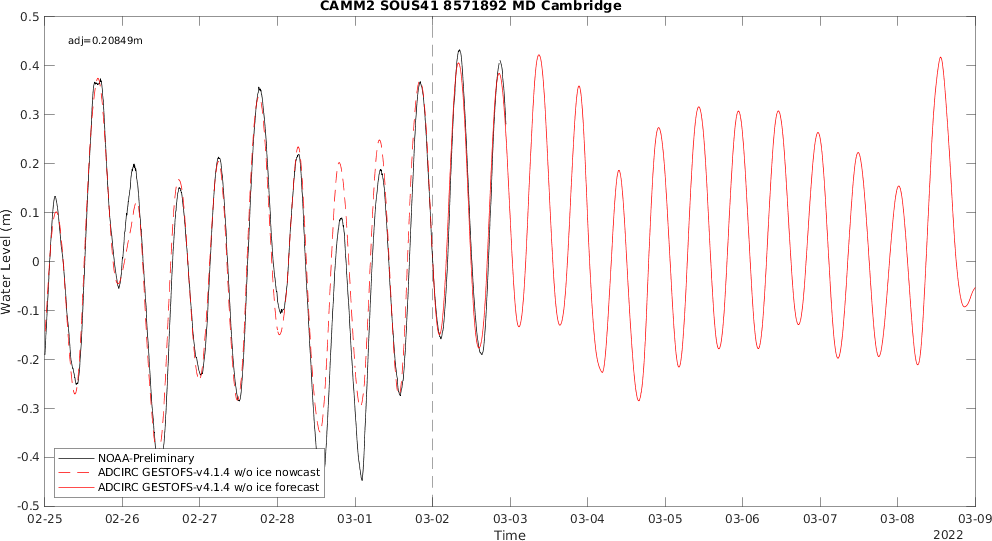 CAMM2 SOUS41 8571892 MD Cambridge
adj=0.20849m
0.5
0.4
0.3
0.2
0.1
0
-0.1
-0.2
-0.3
-0.4
-0.5
Water Level (m)
NOAA-Preliminary
ADCIRC GESTOFS-v4.1.4 w/o ice nowcast
ADCIRC GESTOFS-v4.1.4 w/o ice forecast
02-25 02-26 02-27 02-28 03-01 03-02 03-03 03-04 03-05 03-06 03-07 03-08 03-09
Time
2022